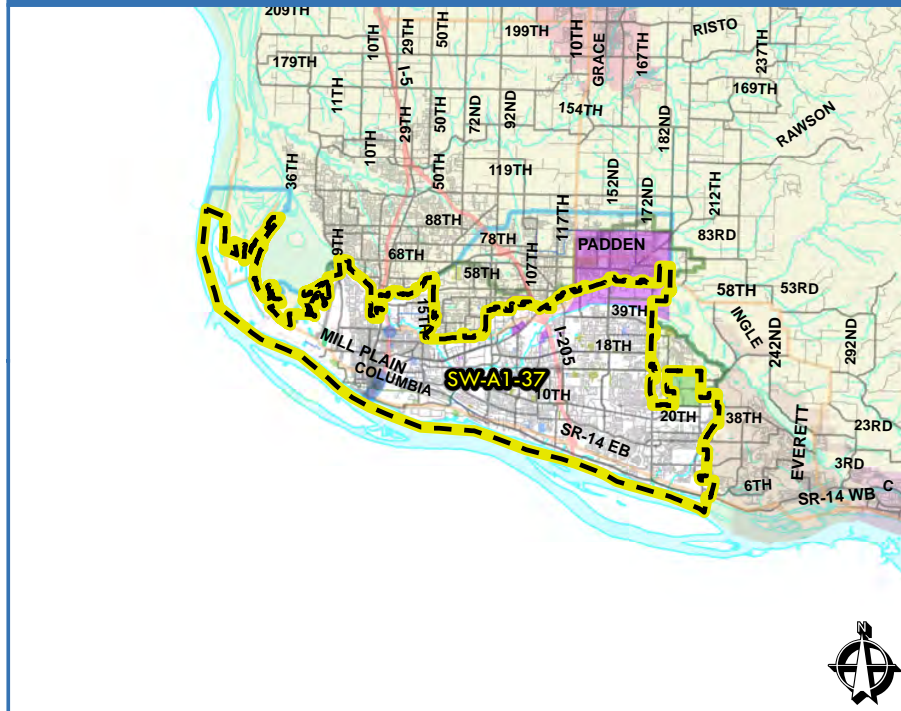 209TH
10TH
29TH
50TH
199TH
10TH
GRACE
167TH
RISTO
237TH
179TH
I-5
11TH
169TH
72ND
92ND
154TH
182ND
RAWSON
29TH
50TH
10TH
36TH
50TH
119TH
152ND
172ND
212TH
117TH
88TH
78TH
PADDEN
83RD
9TH
68TH
58TH
107TH
58TH
53RD
15TH
39TH
INGLE
242ND
292ND
MILL PLAIN
I-205
18TH
COLUMBIA
SW-A1-37
10TH
20TH
38TH
EVERETT
23RD
SR-14 EB
3RD
6TH
SR-14 WB
C
N